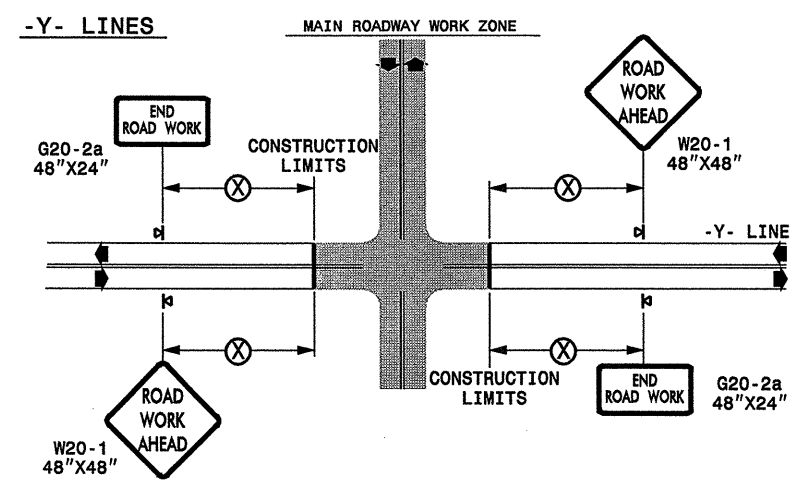 -Y- LINES
MAIN ROADWAY WORK ZONE
END
ROAD WORK
G20-2a
48"X24"
CONSTRUCTION
LIMITS
X
ROAD
WORK
AHEAD
W20-1
48"X48"
X
-Y- LINE
X
ROAD
WORK
AHEAD
W20-1
48"X48"
X
CONSTRUCTION
LIMITS
END
ROAD WORK
G20-2a
48"X24"